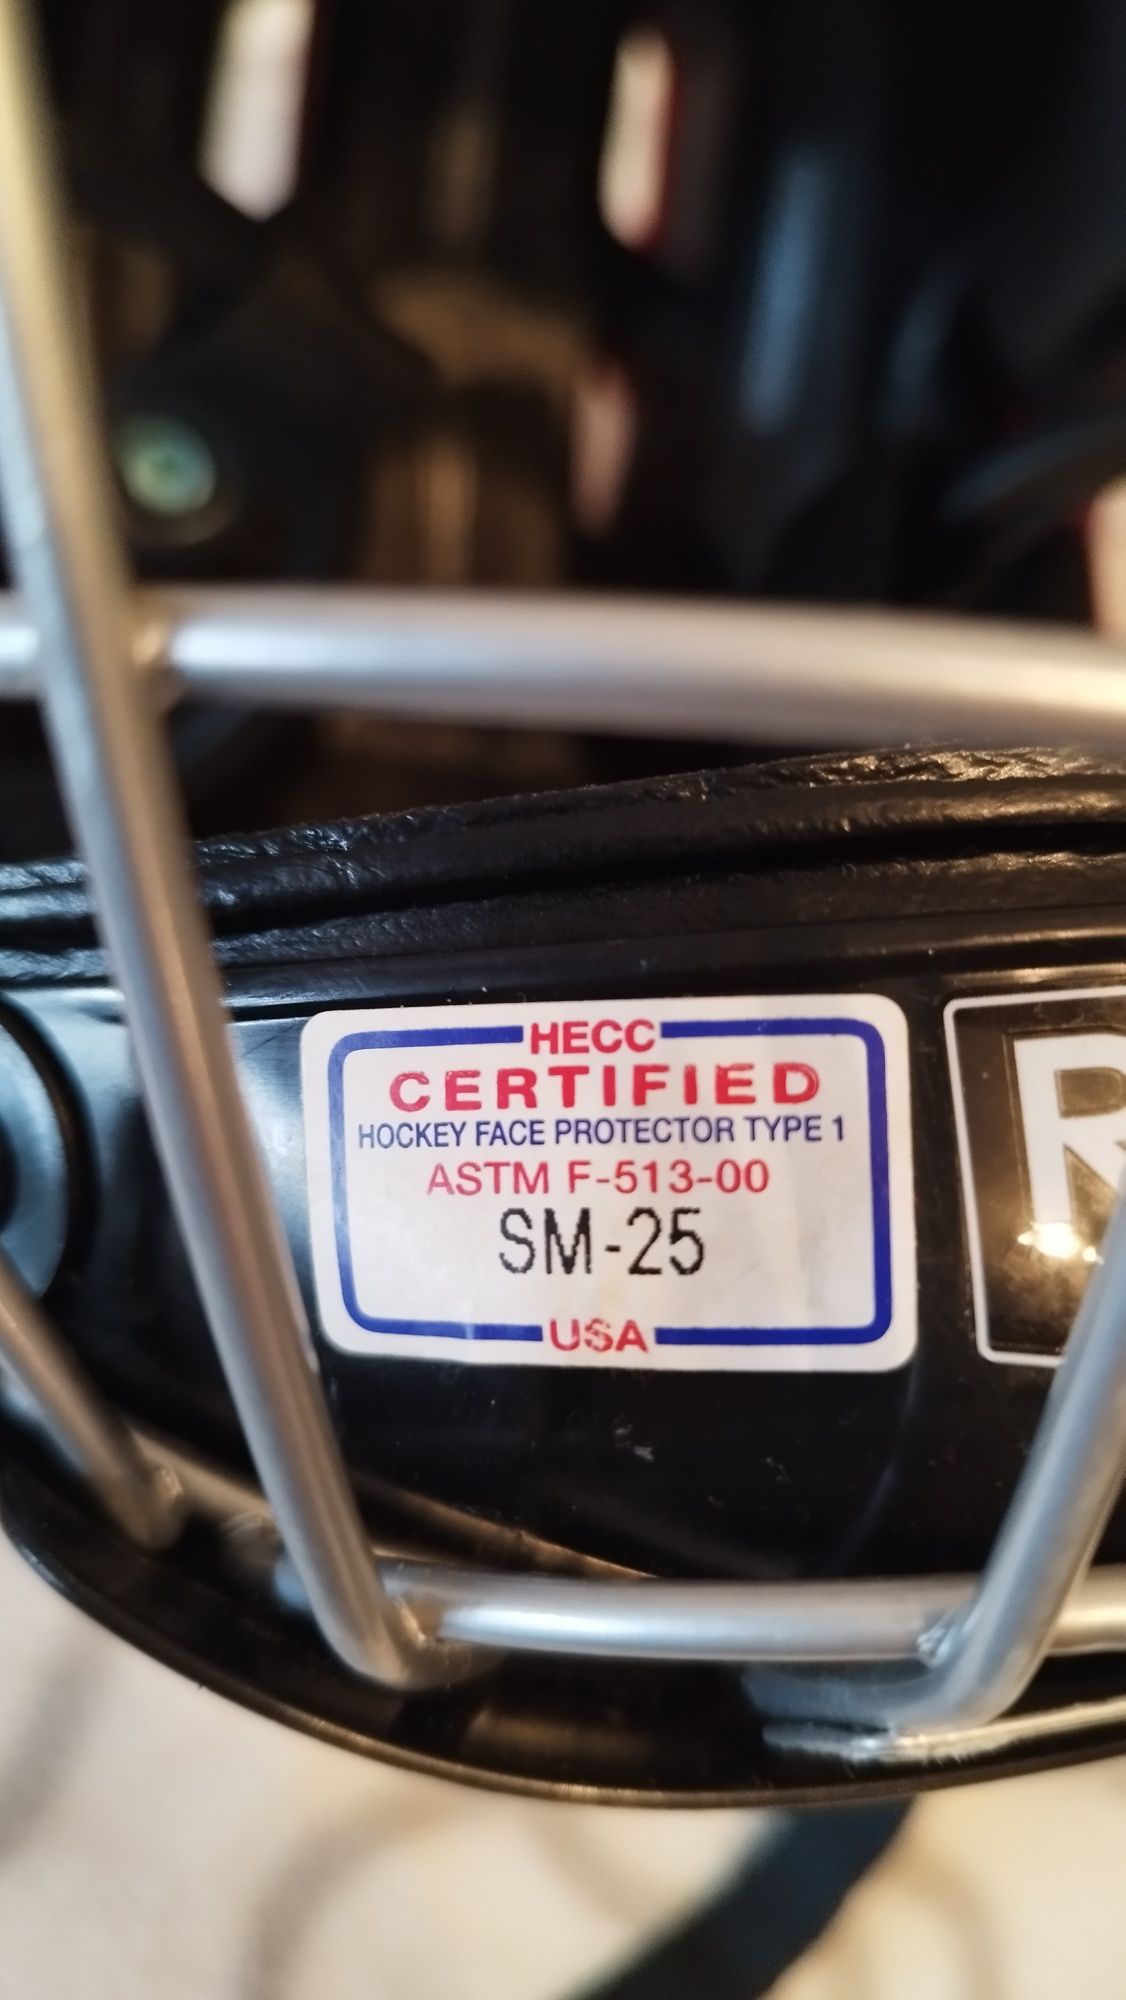 HECC
CERTIFIED
HOCKEY FACE PROTECTOR TYPE 1
ASTM F-513-00
SM-25
USA
R